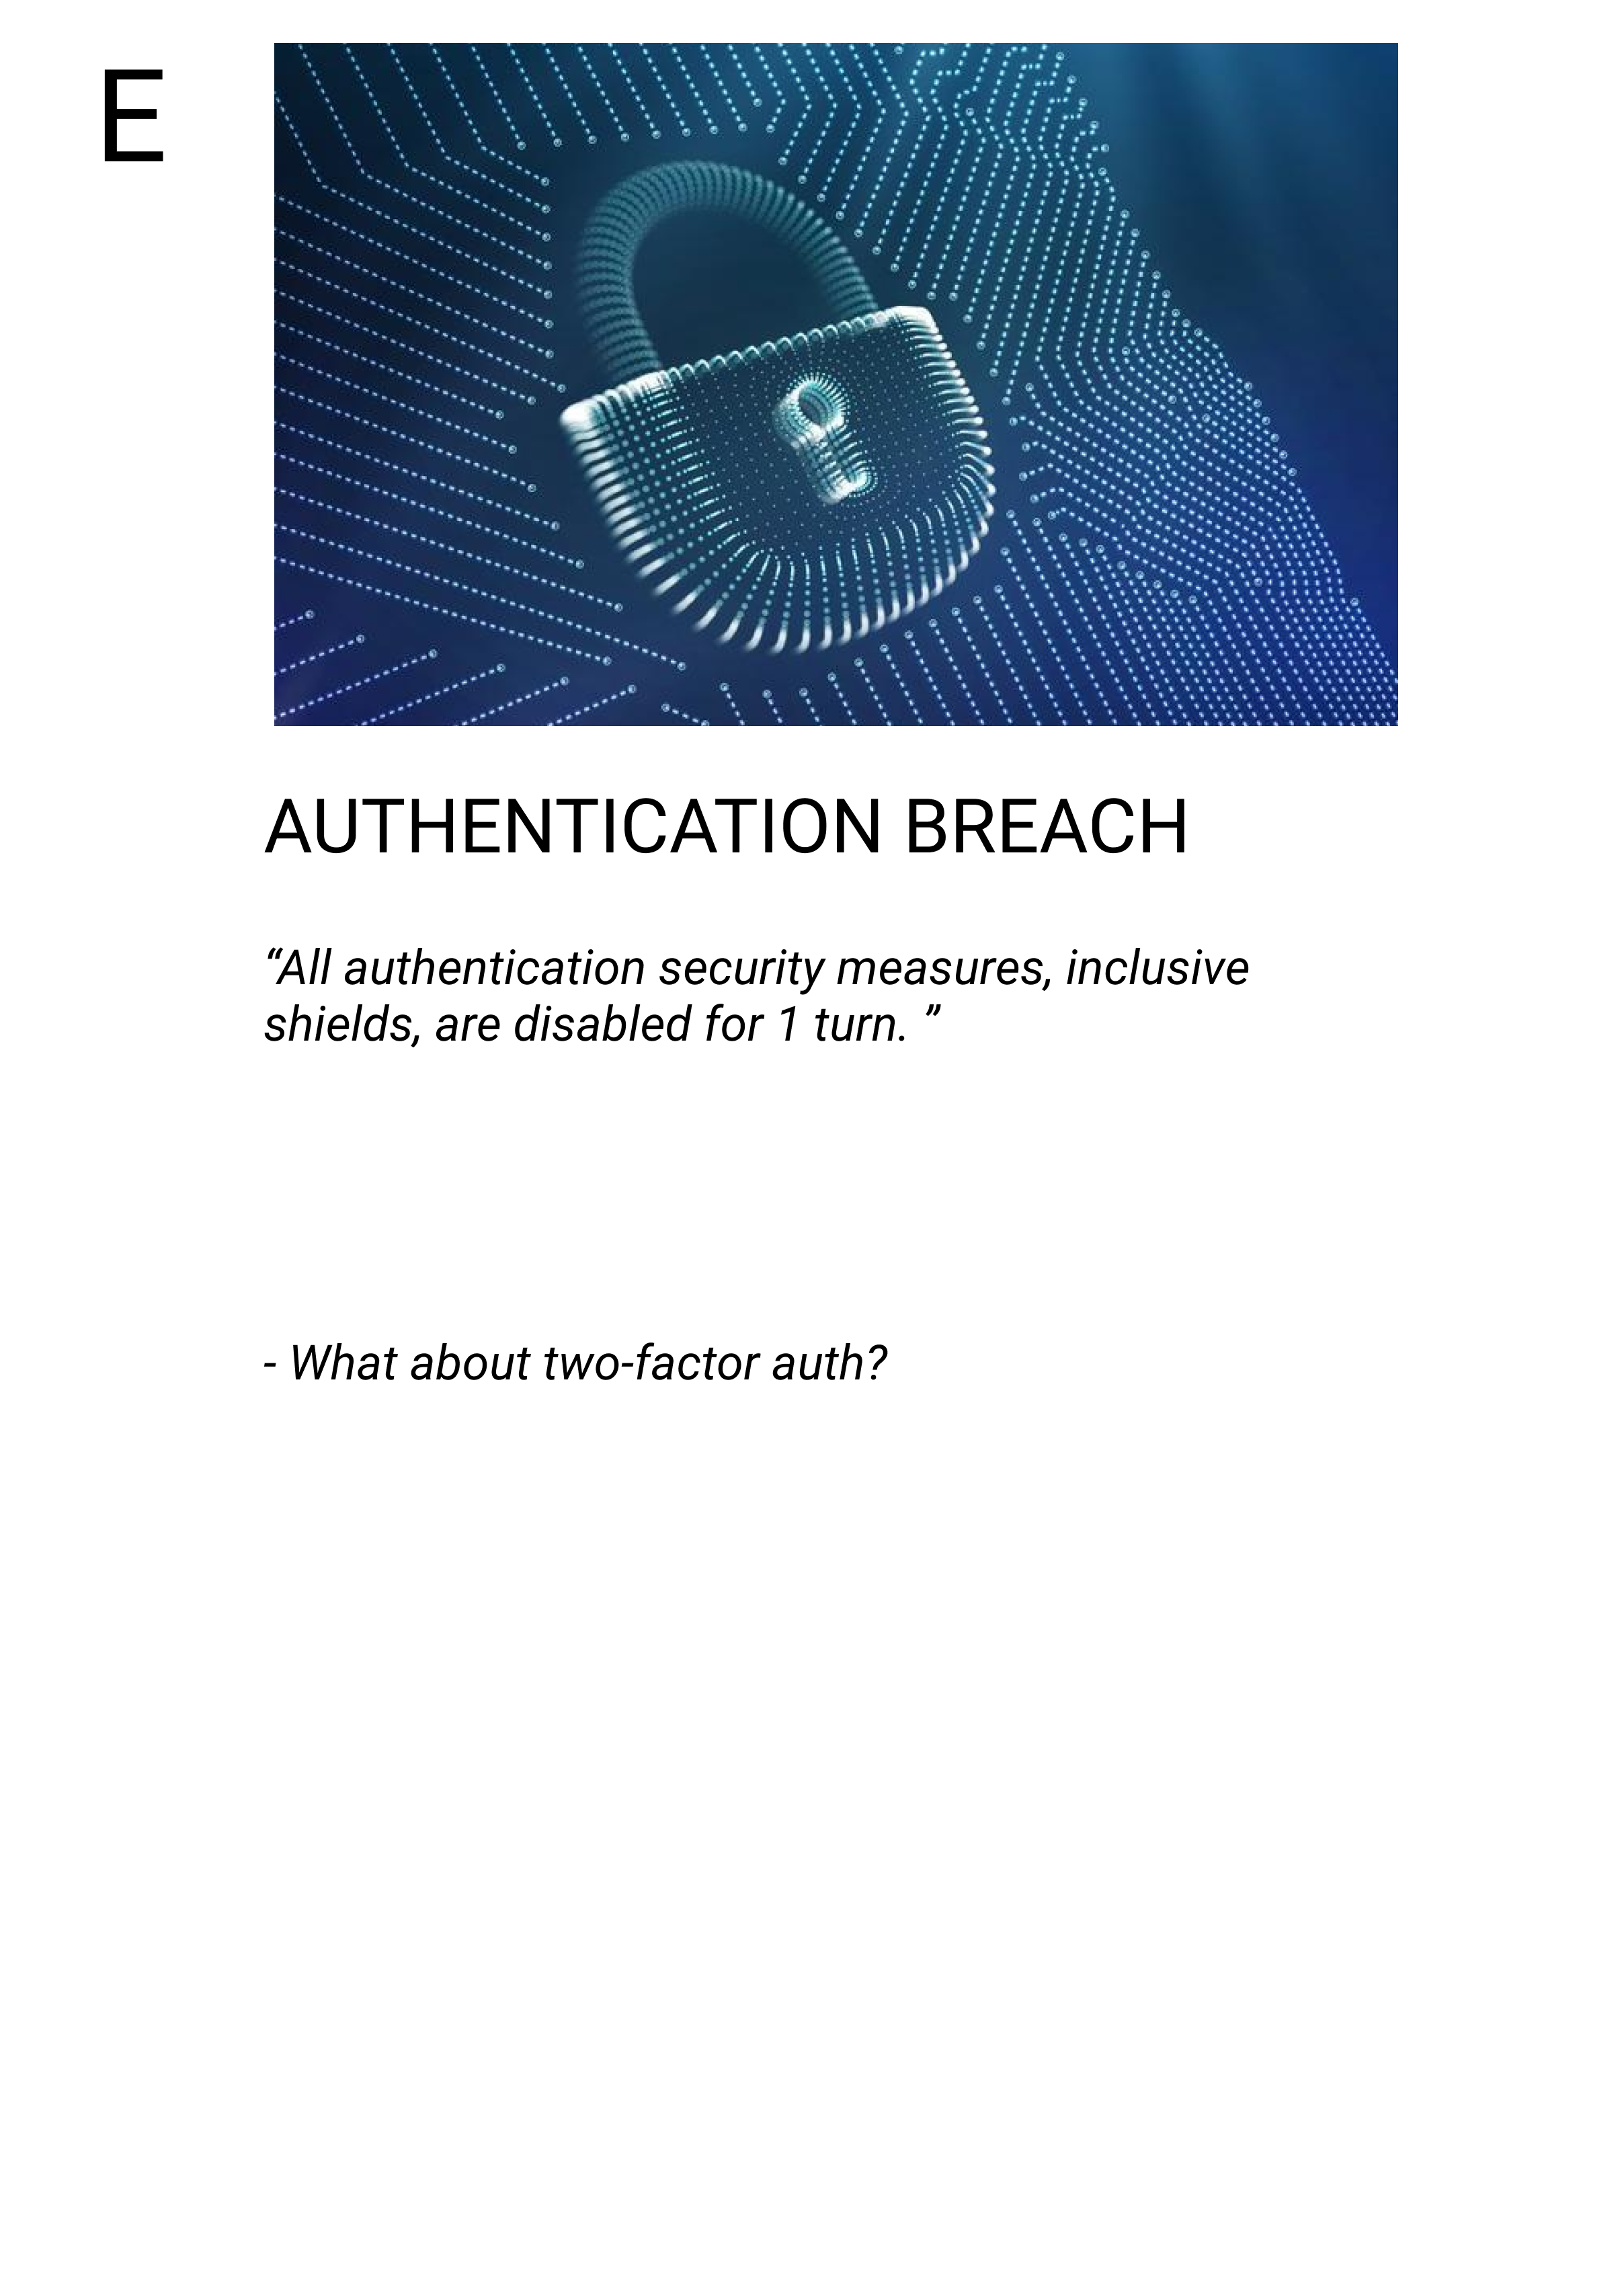 E
AUTHENTICATION BREACH
“All authentication security measures, inclusive
shields, are disabled for 1 turn. ”
- What about two-factor auth?